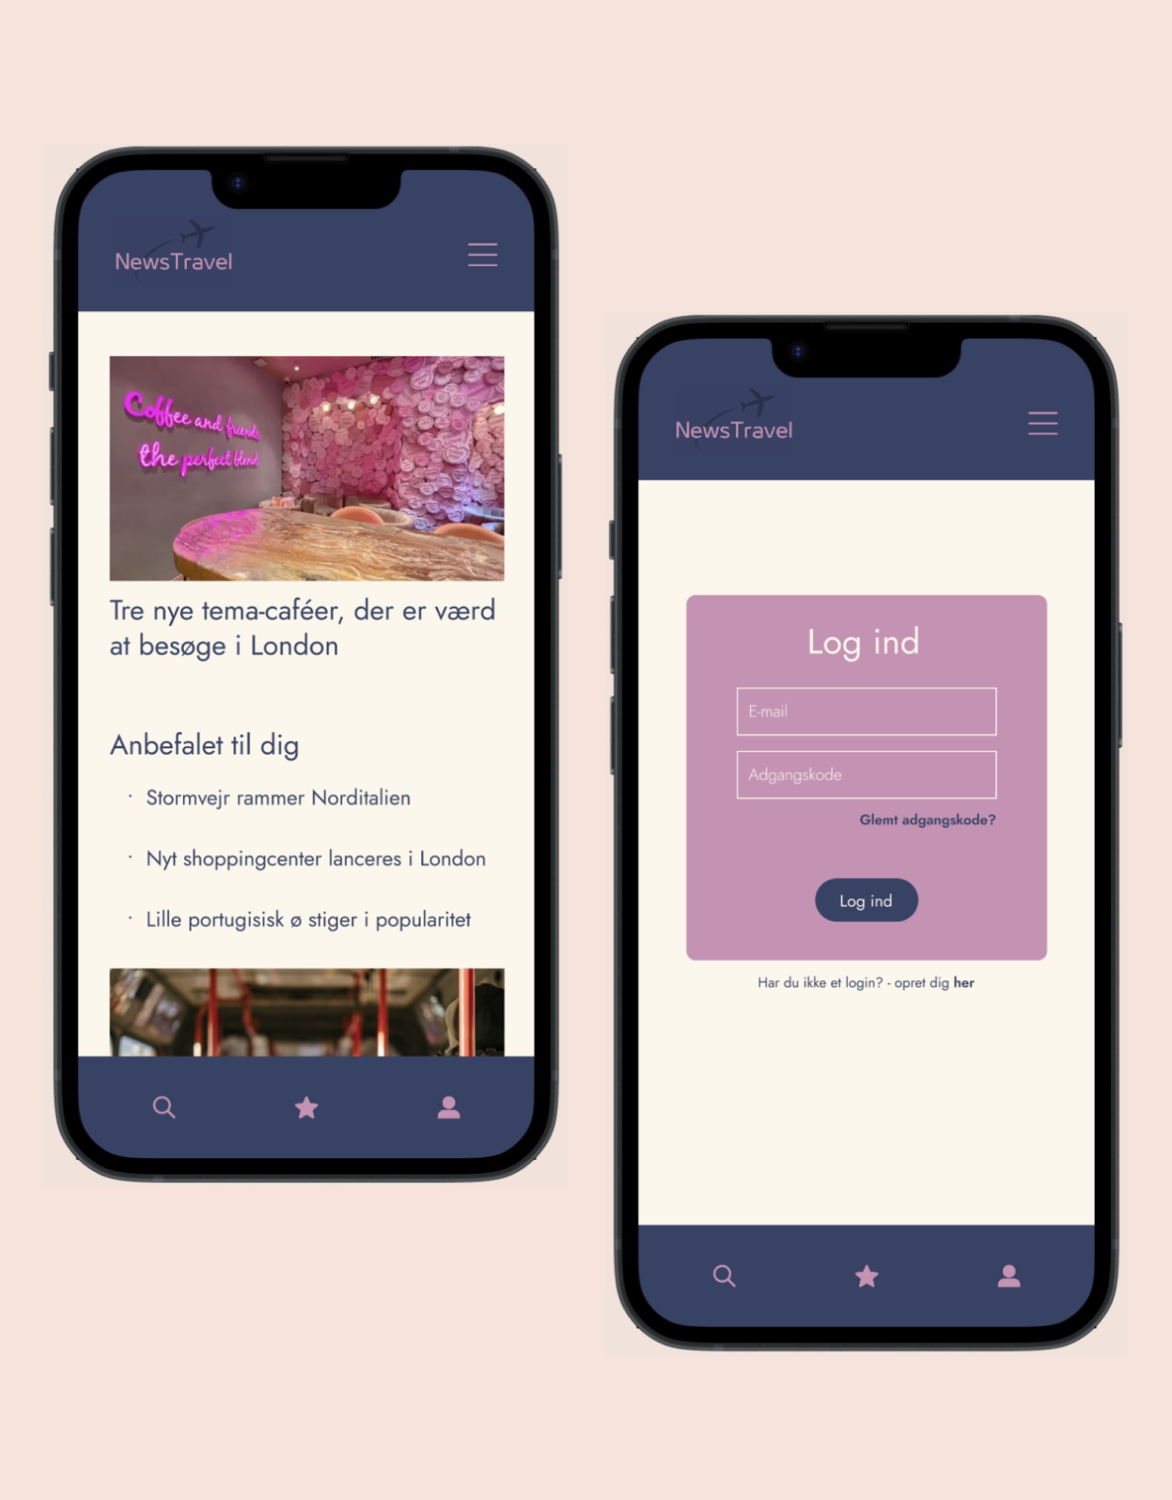 NewsTravel
Coffee and friends
the perfect blend
Tre nye tema-caféer, der er værd
at besøge i London
Anbefalet til dig
· Stormvejr rammer Norditalien
· Nyt shoppingcenter lanceres i London
· Lille portugisisk ø stiger i popularitet
NewsTravel
Log ind
E-mail
Adgangskode
Glemt adgangskode?
Log ind
Har du ikke et login? - opret dig her